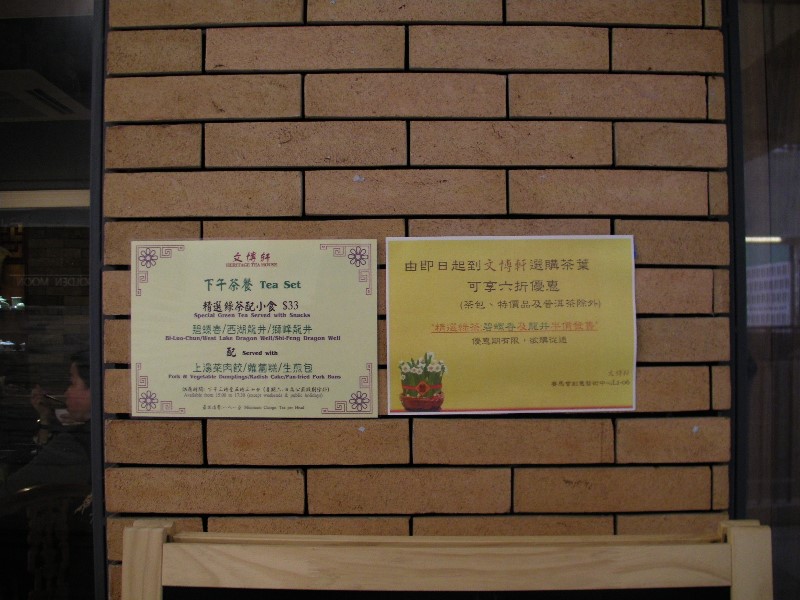 文博軒
HERITAGE TEA HOUSE
下午茶餐 Tea Set
精選綠茶配小食 $33
Special Green Tea Served with Snacks
碧螺春/西湖龍井/獅峰龍井
Bi-Luo-Chun/West Lake Dragon Well/Shi-Feng Dragon Well
配 Served with
上湯菜肉餃/蘿蔔糕/生煎包
Pork & Vegetable Dumplings/Radish Cake/Pan-fried Pork Buns
由即日起到文博軒選購茶葉
可享六折優惠
(茶包、特價品及普洱茶除外)
優惠期有限，欲購從速
文博軒